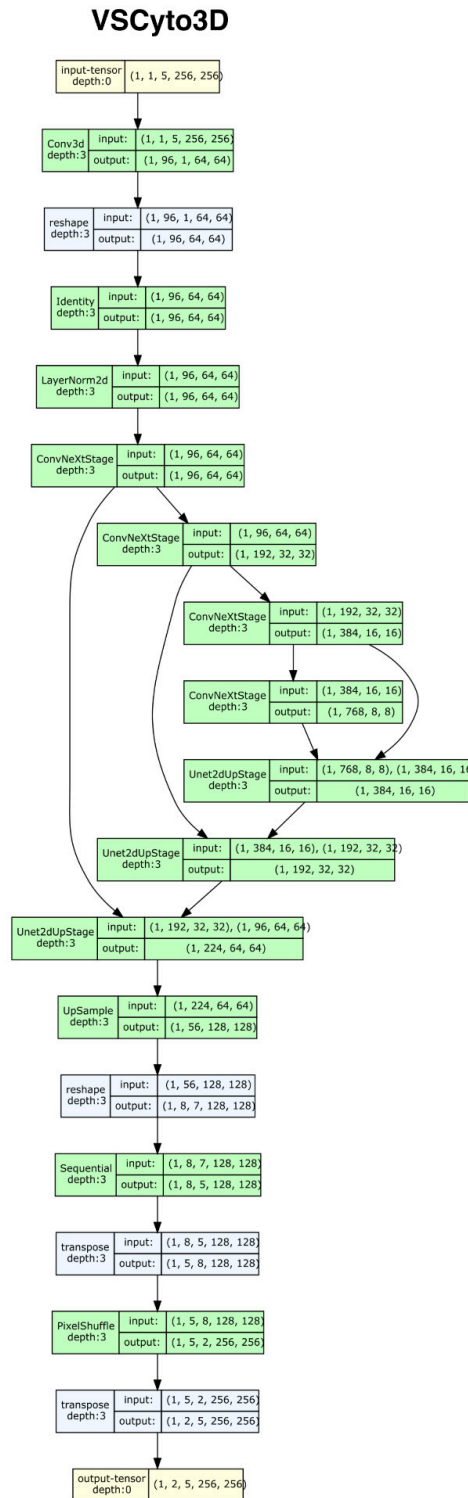 VSCyto3D
input-tensor
depth:0
(1, 1, 5, 256, 256)
Conv3d
depth:3
input: (1, 1, 5, 256, 256)
output: (1, 96, 1, 64, 64)
reshape
depth:3
input: (1, 96, 1, 64, 64)
output: (1, 96, 64, 64)
Identity
depth:3
input: (1, 96, 64, 64)
output: (1, 96, 64, 64)
LayerNorm2d
depth:3
input: (1, 96, 64, 64)
output: (1, 96, 64, 64)
ConvNeXtStage
depth:3
input: (1, 96, 64, 64)
output: (1, 96, 64, 64)
ConvNeXtStage
depth:3
input: (1, 96, 64, 64)
output: (1, 192, 32, 32)
ConvNeXtStage
depth:3
input: (1, 192, 32, 32)
output: (1, 384, 16, 16)
ConvNeXtStage
depth:3
input: (1, 384, 16, 16)
output: (1, 768, 8, 8)
Unet2dUpStage
depth:3
input: (1, 768, 8, 8), (1, 384, 16, 16
output: (1, 384, 16, 16)
Unet2dUpStage
depth:3
input: (1, 384, 16, 16), (1, 192, 32, 32)
output: (1, 192, 32, 32)
Unet2dUpStage
depth:3
input: (1, 192, 32, 32), (1, 96, 64, 64)
output: (1, 224, 64, 64)
UpSample
depth:3
input: (1, 224, 64, 64)
output: (1, 56, 128, 128)
reshape
depth:3
input: (1, 56, 128, 128)
output: (1, 8, 7, 128, 128)
Sequential
depth:3
input: (1, 8, 7, 128, 128)
output: (1, 8, 5, 128, 128)
transpose
depth:3
input: (1, 8, 5, 128, 128)
output: (1, 5, 8, 128, 128)
PixelShuffle
depth:3
input: (1, 5, 8, 128, 128)
output: (1, 5, 2, 256, 256)
transpose
depth:3
input: (1, 5, 2, 256, 256)
output: (1, 2, 5, 256, 256)
output-tensor
depth:0
(1, 2, 5, 256, 256)